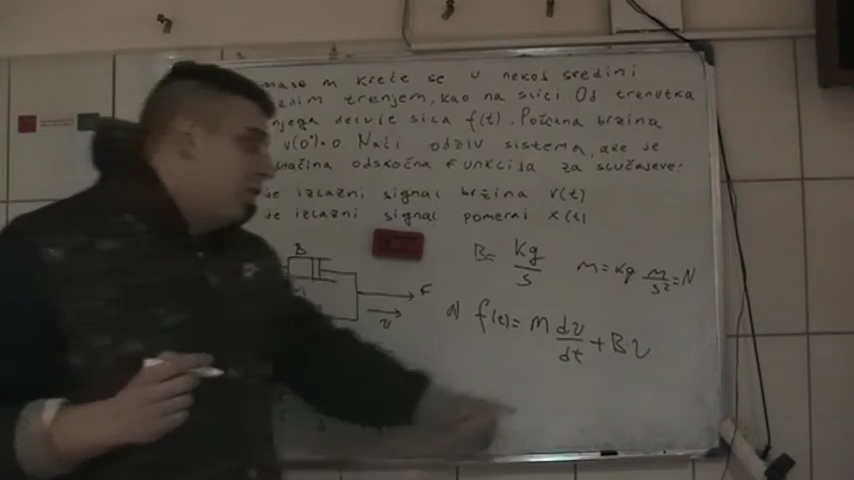 masa m kreće se u nekoj sredini
trenjem, kao na slici Od trenutka
deluje sila f(t). Početna brzina
v(0⁺)=0 Naći odziv sistema, ako je
odskočna funkcija za slučajeve:
je izlazni signal brzina v(t)
je izlazni signal pomeraj x(t)
B
B= kg/s m=kg m/s²=N
F
v
a) f(t)= m dv/dt + Bv